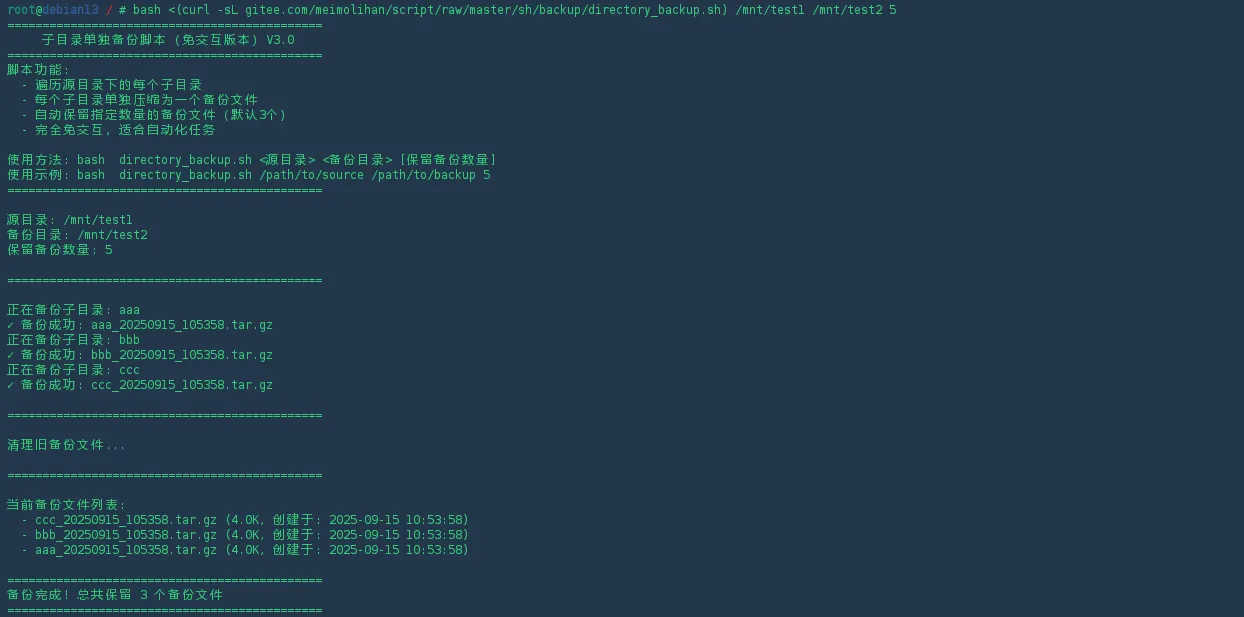 root@debian13 / # bash <(curl -sL gitee.com/meimolihan/script/raw/master/sh/backup/directory_backup.sh) /mnt/test1 /mnt/test2 5
=============================================
子目录单独备份脚本 (免交互版本) V3.0
=============================================
脚本功能:
- 遍历源目录下的每个子目录
- 每个子目录单独压缩为一个备份文件
- 自动保留指定数量的备份文件 (默认3个)
- 完全免交互, 适合自动化任务
使用方法: bash  directory_backup.sh <源目录> <备份目录> [保留备份数量]
使用示例: bash  directory_backup.sh /path/to/source /path/to/backup 5
=============================================
源目录: /mnt/test1
备份目录: /mnt/test2
保留备份数量: 5
=============================================
正在备份子目录: aaa
✓ 备份成功: aaa_20250915_105358.tar.gz
正在备份子目录: bbb
✓ 备份成功: bbb_20250915_105358.tar.gz
正在备份子目录: ccc
✓ 备份成功: ccc_20250915_105358.tar.gz
=============================================
清理旧备份文件...
=============================================
当前备份文件列表:
- ccc_20250915_105358.tar.gz (4.0K, 创建于: 2025-09-15 10:53:58)
- bbb_20250915_105358.tar.gz (4.0K, 创建于: 2025-09-15 10:53:58)
- aaa_20250915_105358.tar.gz (4.0K, 创建于: 2025-09-15 10:53:58)
=============================================
备份完成! 总共保留 3 个备份文件
=============================================